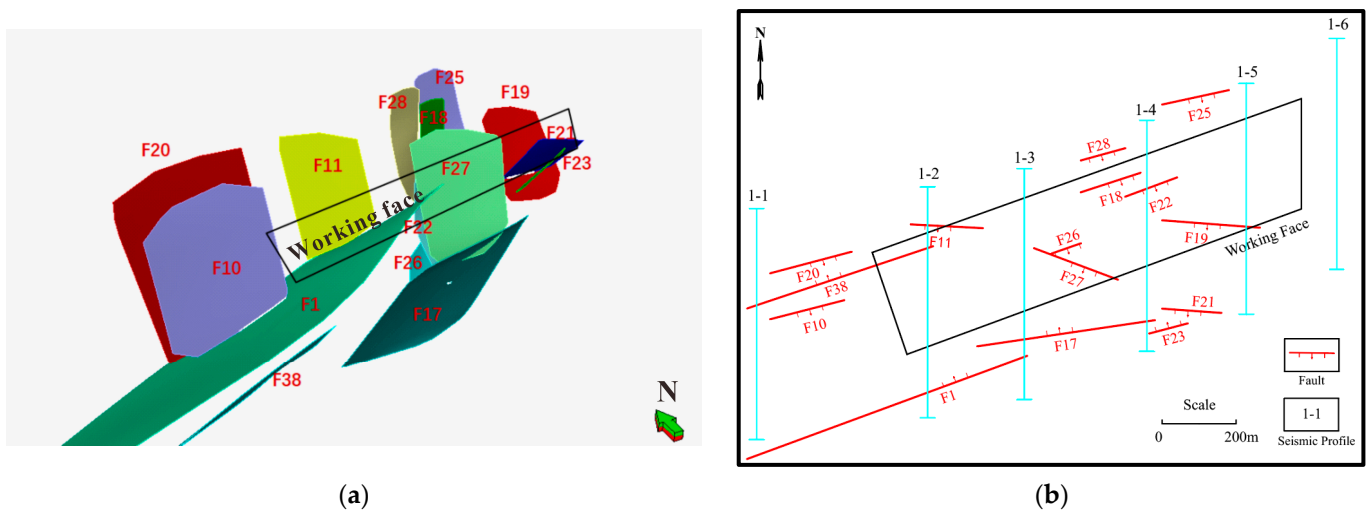 F25
F28
F18
F19
F20
F11
F21
F23
F27
Working face
F22
F10
F26
F1
F17
F38
N
(a)
N
1-6
1-5
F25
1-4
F28
1-3
F18
F22
1-2
1-1
F19
F11
F26
Working Face
F20
F27
F38
F10
F21
F17
F23
Fault
F1
Scale
0 200m
1-1
Seismic Profile
(b)